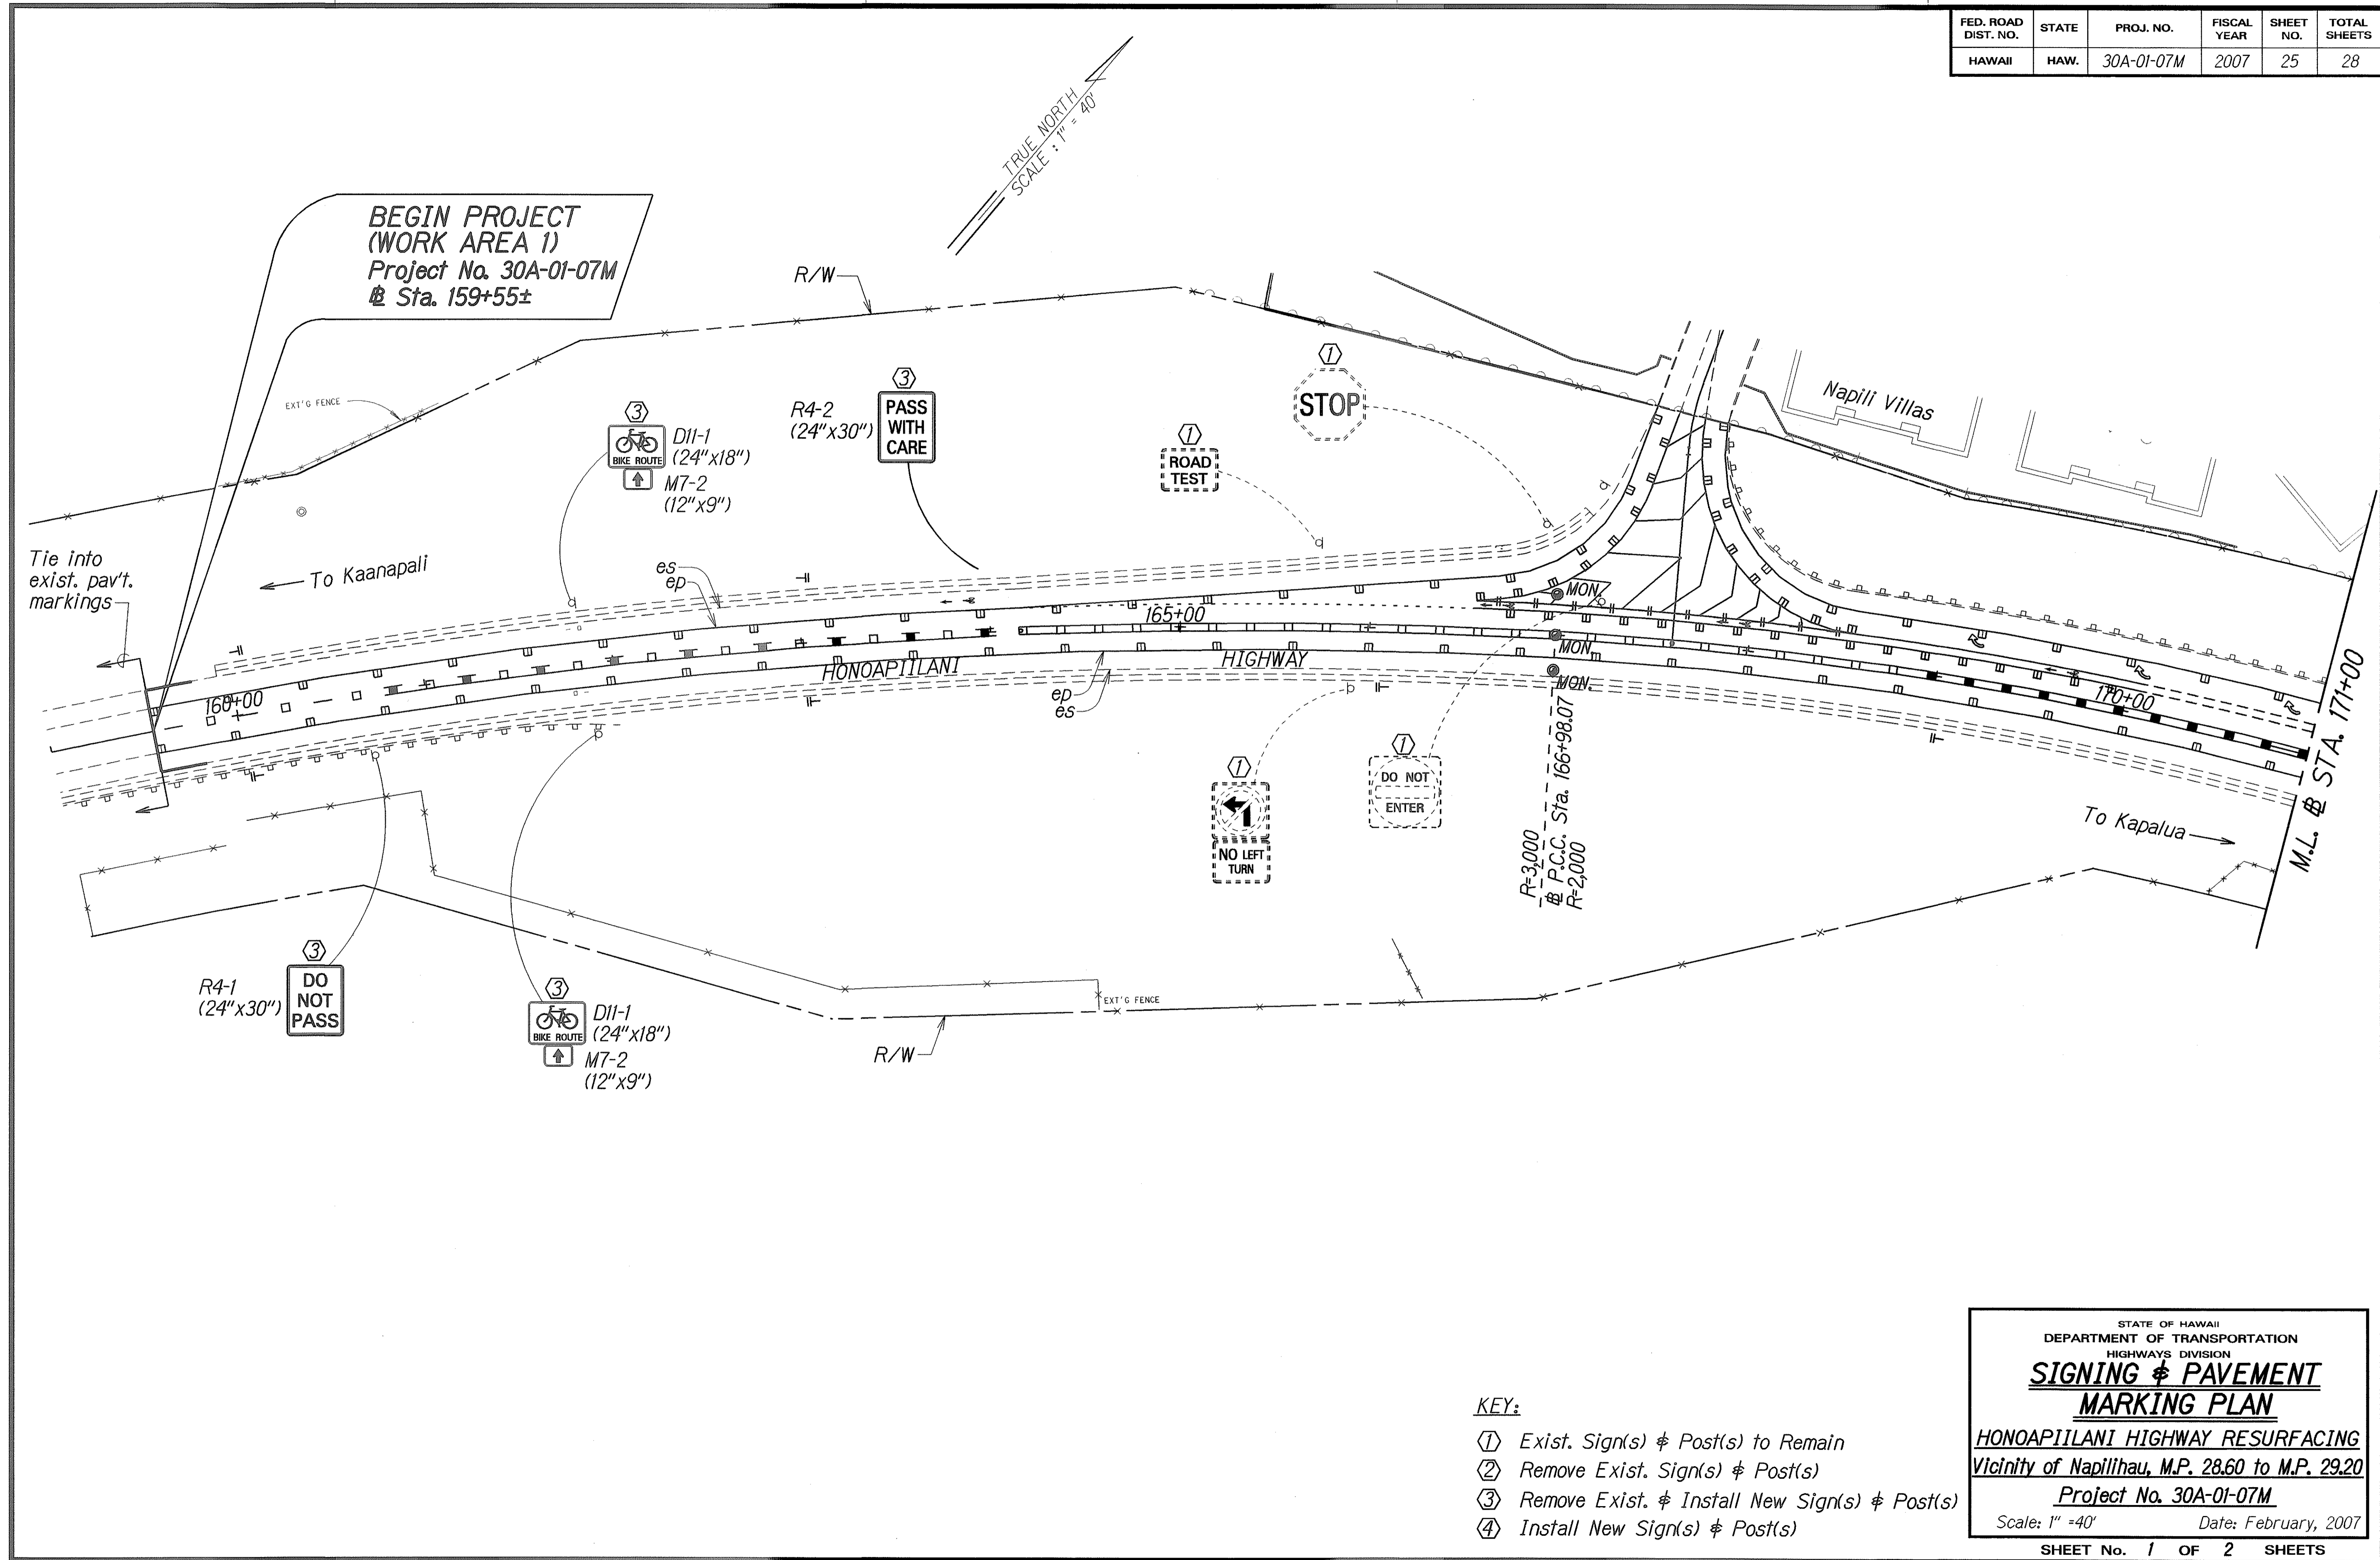 FED. ROAD DIST. NO. STATE PROJ. NO. FISCAL YEAR SHEET NO. TOTAL SHEETS
HAWAII HAW. 30A-01-07M 2007 25 28
TRUE NORTH
SCALE : 1" = 40'
BEGIN PROJECT
(WORK AREA 1)
Project No. 30A-01-07M
℄ Sta. 159+55±
R/W
EXT'G FENCE
3
BIKE ROUTE
D11-1
(24"x18")
M7-2
(12"x9")
3
R4-2
(24"x30")
PASS
WITH
CARE
1
ROAD
TEST
1
STOP
Napili Villas
Tie into
exist. pav't.
markings
To Kaanapali
es
ep
160+00
165+00
170+00
HONOAPIILANI HIGHWAY
ep
es
MON.
MON.
MON.
1
NO LEFT
TURN
1
DO NOT
ENTER
R=3,000
℄ P.C.C. Sta. 166+98.07
R=2,000
To Kapalua
M.L. ℄ STA. 171+00
3
R4-1
(24"x30")
DO
NOT
PASS
3
BIKE ROUTE
D11-1
(24"x18")
M7-2
(12"x9")
R/W
EXT'G FENCE
KEY:
1 Exist. Sign(s) & Post(s) to Remain
2 Remove Exist. Sign(s) & Post(s)
3 Remove Exist. & Install New Sign(s) & Post(s)
4 Install New Sign(s) & Post(s)
STATE OF HAWAII
DEPARTMENT OF TRANSPORTATION
HIGHWAYS DIVISION
SIGNING & PAVEMENT
MARKING PLAN
HONOAPIILANI HIGHWAY RESURFACING
Vicinity of Napilihau, M.P. 28.60 to M.P. 29.20
Project No. 30A-01-07M
Scale: 1" =40' Date: February, 2007
SHEET No. 1 OF 2 SHEETS